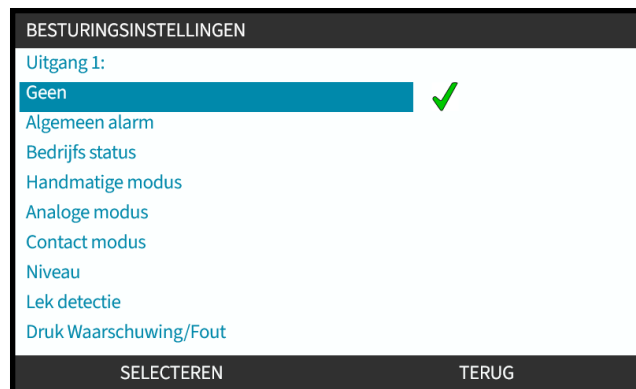 BESTURINGSINSTELLINGEN
Uitgang 1:
Geen
Algemeen alarm
Bedrijfs status
Handmatige modus
Analoge modus
Contact modus
Niveau
Lek detectie
Druk Waarschuwing/Fout
SELECTEREN TERUG